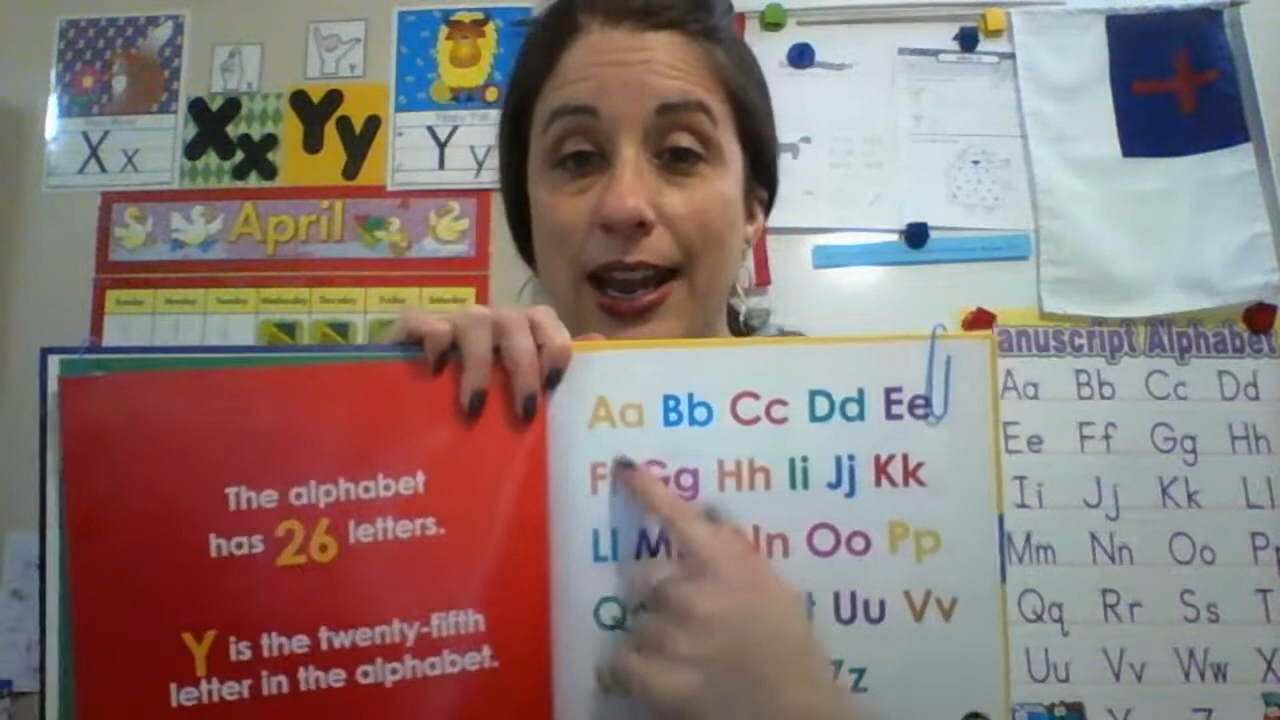 X x
Xx
Yy
Y y
Y
April
Sunday Monday Tuesday Wednesday Thursday Friday Saturday
The alphabet
has 26 letters.
Y is the twenty-fifth
letter in the alphabet.
Aa Bb Cc Dd Ee
Gg Hh Ii Jj Kk
Ll Oo Pp
Uu Vv
Zz
anuscript Alphabet
Aa Bb Cc Dd
Ee Ff Gg Hh
Ii Jj Kk Ll
Mm Nn Oo
Qq Rr Ss T
Uu Vv Ww X